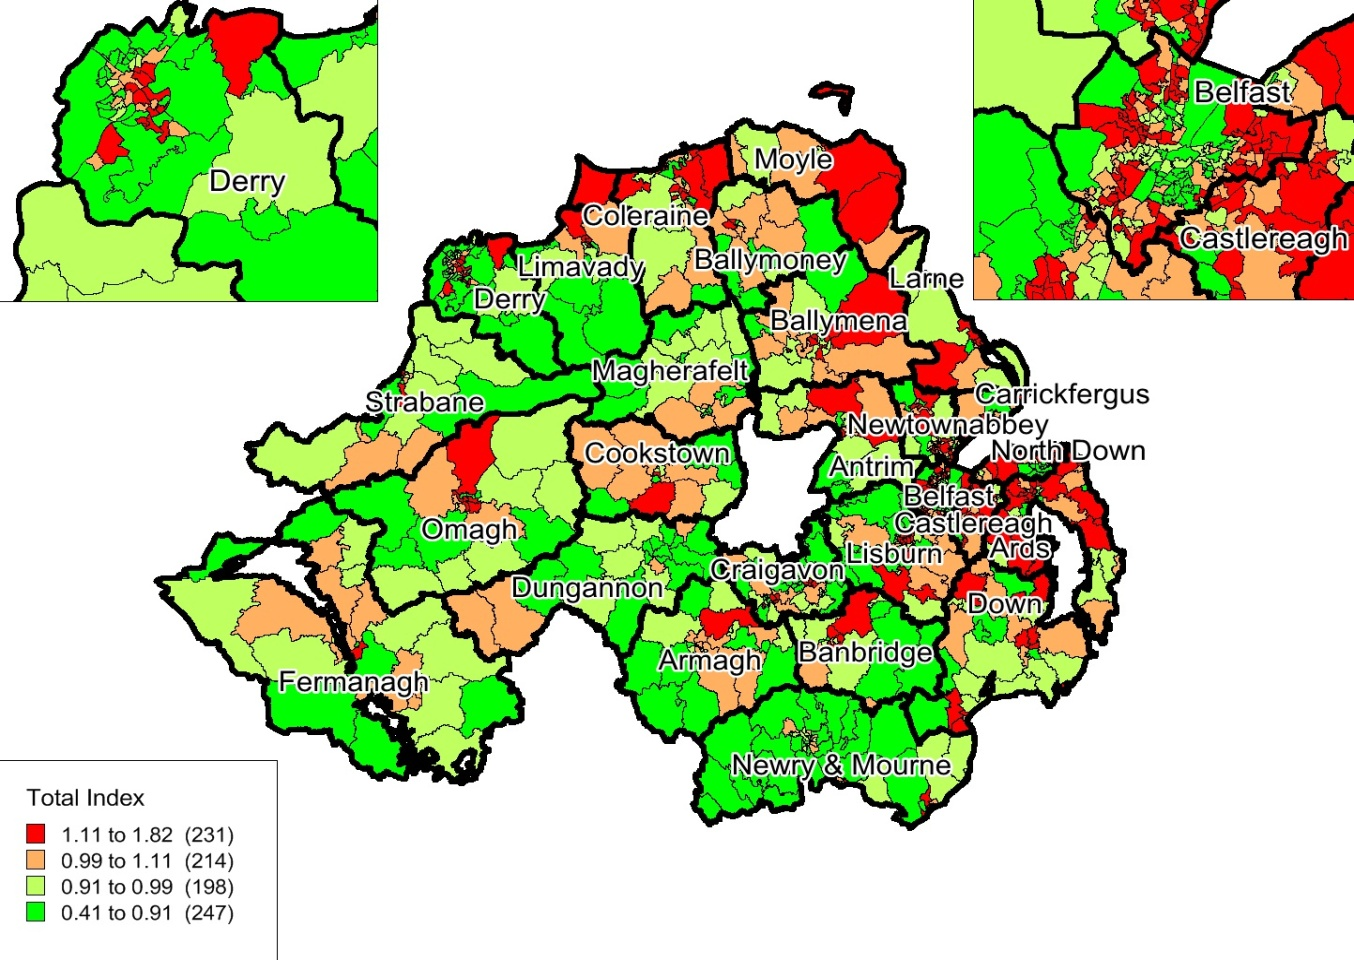 Derry
Belfast
Castlereagh
Moyle
Coleraine
Ballymoney
Limavady
Larne
Derry
Ballymena
Magherafelt
Carrickfergus
Strabane
Newtownabbey
North Down
Cookstown
Antrim
Belfast
Omagh
Castlereagh
Lisburn
Ards
Craigavon
Dungannon
Down
Armagh
Banbridge
Fermanagh
Newry & Mourne
Total Index
1.11 to 1.82 (231)
0.99 to 1.11 (214)
0.91 to 0.99 (198)
0.41 to 0.91 (247)